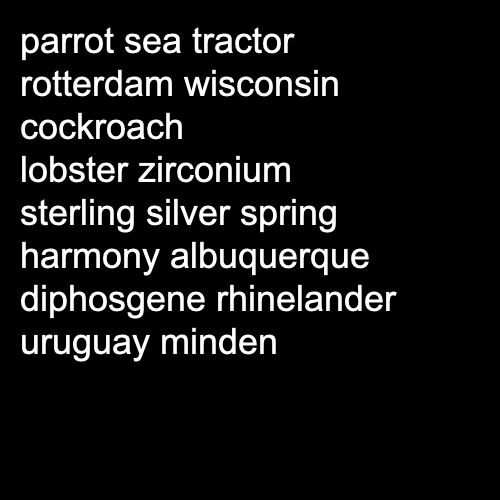 parrot sea tractor
rotterdam wisconsin
cockroach
lobster zirconium
sterling silver spring
harmony albuquerque
diphosgene rhinelander
uruguay minden